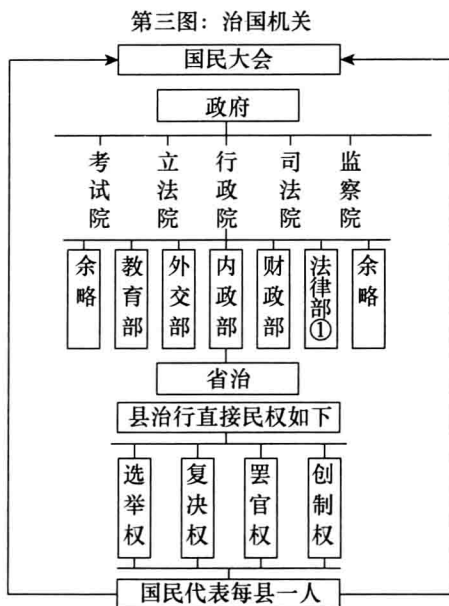 第三图：治国机关
国民大会
政府
考试院
立法院
行政院
司法院
监察院
余略
教育部
外交部
内政部
财政部
法律部①
余略
省治
县治行直接民权如下
选举权
复决权
罢官权
创制权
国民代表每县一人